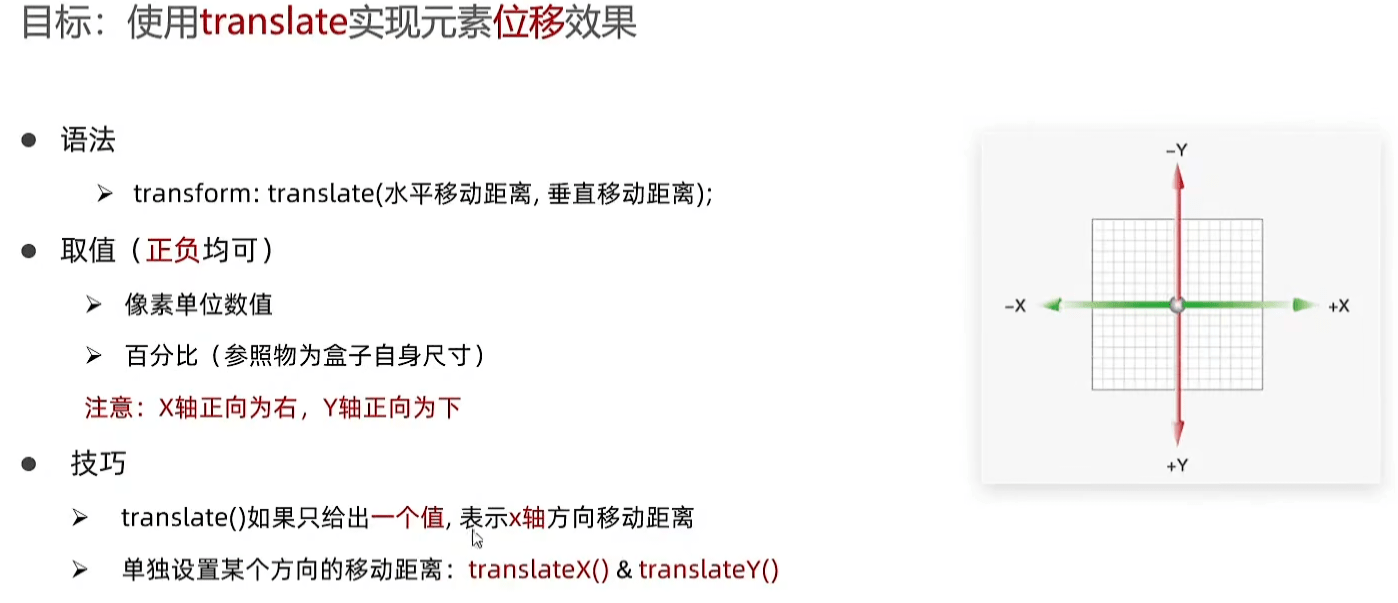 目标：使用translate实现元素位移效果
● 语法
➢ transform: translate(水平移动距离, 垂直移动距离);
● 取值（正负均可）
➢ 像素单位数值
➢ 百分比（参照物为盒子自身尺寸）
注意：X轴正向为右，Y轴正向为下
● 技巧
➢ translate()如果只给出一个值, 表示x轴方向移动距离
➢ 单独设置某个方向的移动距离：translateX() & translateY()
–Y
–X
+X
+Y